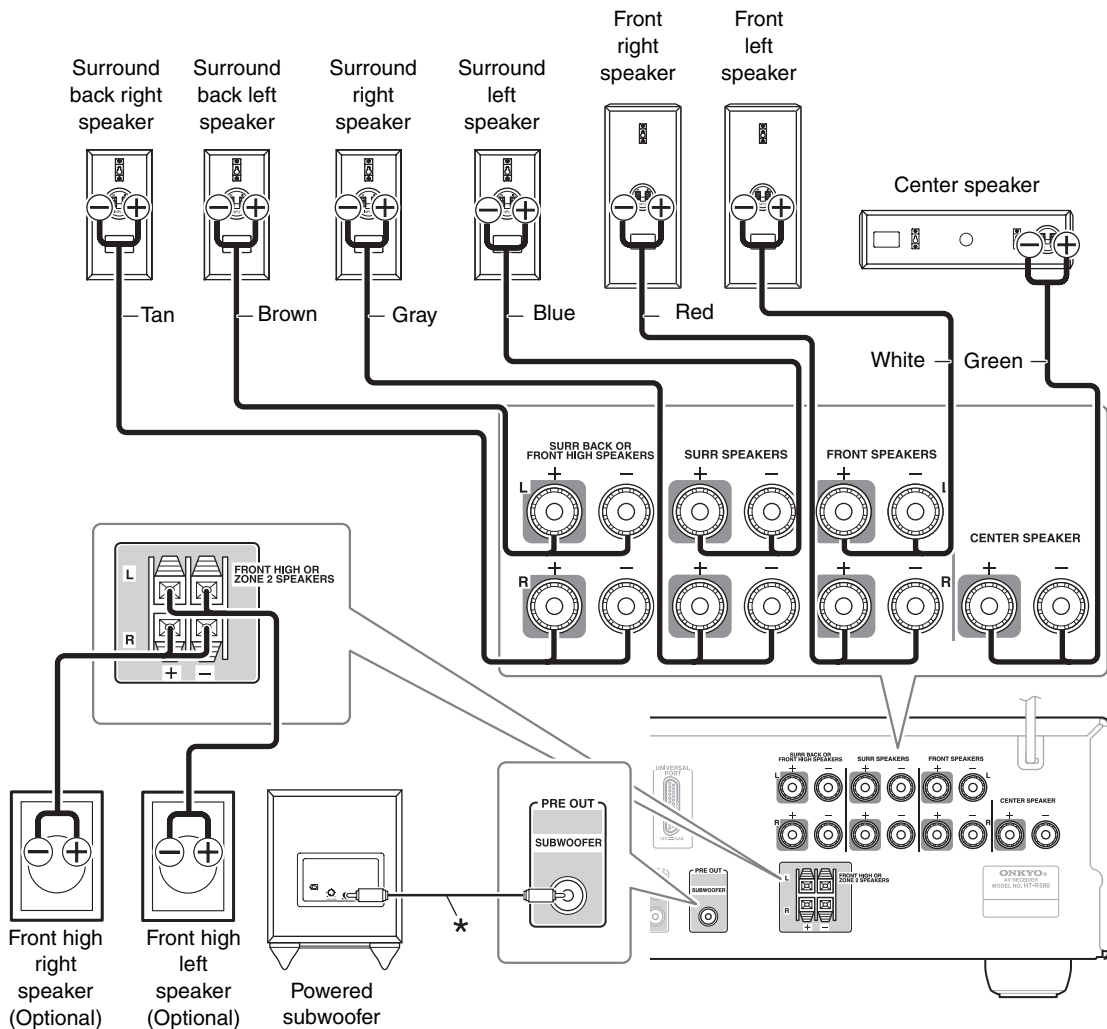 Surround
back right
speaker
Surround
back left
speaker
Surround
right
speaker
Surround
left
speaker
Front
right
speaker
Front
left
speaker
Center speaker
Tan
Brown
Gray
Blue
Red
White
Green
SURR BACK OR
FRONT HIGH SPEAKERS
SURR SPEAKERS
FRONT SPEAKERS
+ − + − + −
L
L
CENTER SPEAKER
R
+ − + − + −
R
+ −
L
FRONT HIGH OR
ZONE 2 SPEAKERS
R
+ −
PRE OUT
SUBWOOFER
*
UNIVERSAL
PORT
SURR BACK OR
FRONT HIGH SPEAKERS
SURR SPEAKERS
FRONT SPEAKERS
+ − + − + −
L
L
CENTER SPEAKER
R
+ − + − + −
R
+ −
PRE OUT
SUBWOOFER
L
FRONT HIGH OR
ZONE 2 SPEAKERS
R
+ −
ONKYO
AV RECEIVER
MODEL NO. HT-R580
Front high
right
speaker
(Optional)
Front high
left
speaker
(Optional)
Powered
subwoofer